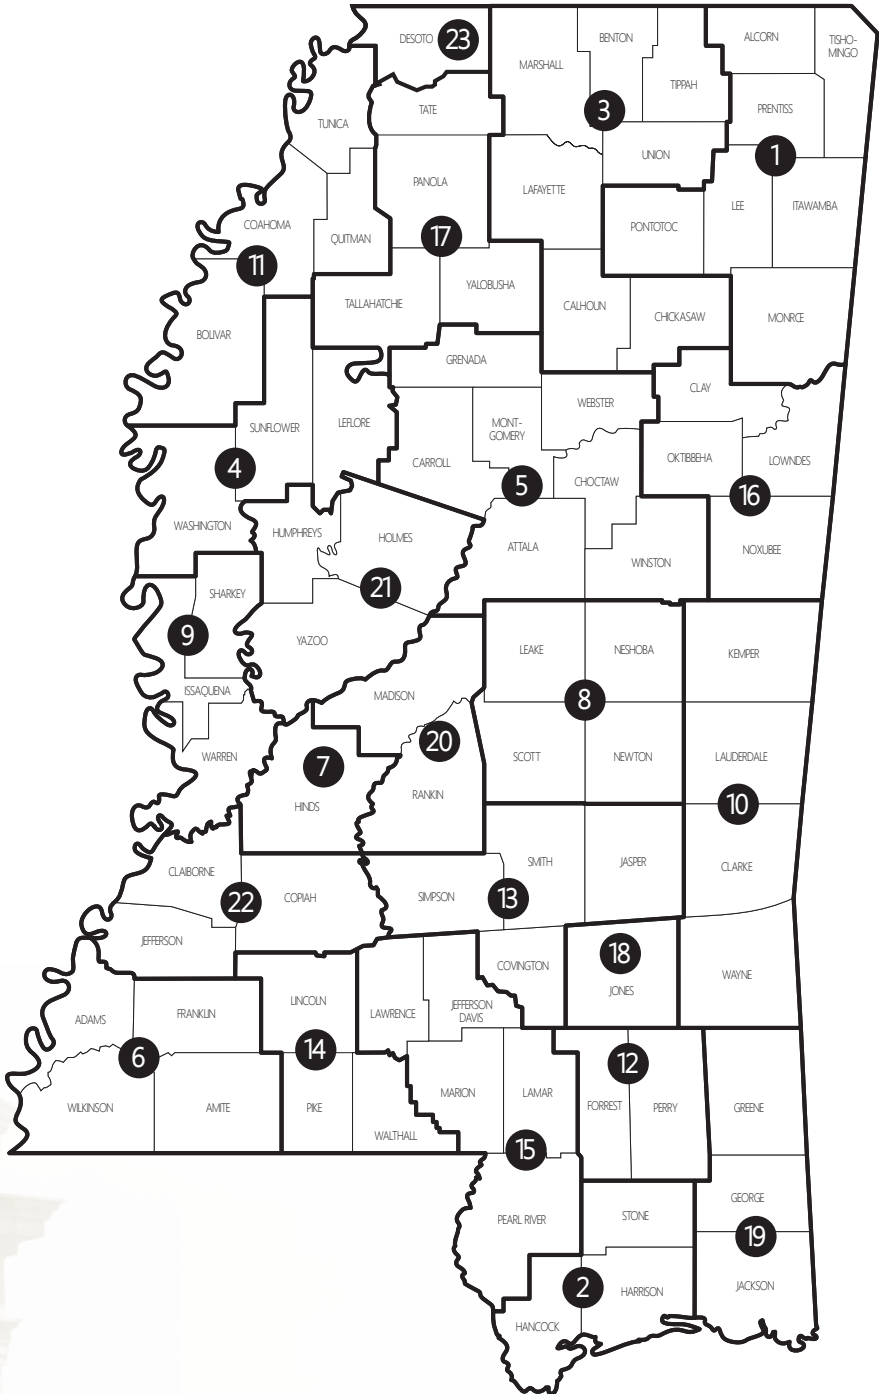 DESOTO
23
BENTON
ALCORN
TISHO-
MINGO
MARSHALL
TIPPAH
TATE
3
PRENTISS
TUNICA
UNION
1
PANOLA
LAFAYETTE
LEE
ITAWAMBA
COAHOMA
QUITMAN
17
PONTOTOC
11
YALOBUSHA
TALLAHATCHIE
CALHOUN
CHICKASAW
MONRCE
BOLIVAR
GRENADA
CLAY
WEBSTER
SUNFLOWER
LEFLORE
MONT-
GOMERY
CARROLL
OKTIBBEHA
LOWNDES
4
5
CHOCTAW
16
WASHINGTON
HUMPHREYS
HOLMES
ATTALA
WINSTON
NOXUBEE
SHARKEY
21
9
YAZOO
LEAKE
NESHOBA
KEMPER
ISSAQUENA
MADISON
8
WARREN
7
20
SCOTT
NEWTON
LAUDERDALE
HINDS
RANKIN
10
CLAIBORNE
SMITH
JASPER
CLARKE
22
COPIAH
SIMPSON
13
JEFFERSON
18
COVINGTON
JONES
WAYNE
ADAMS
FRANKLIN
LINCOLN
LAWRENCE
JEFFERSON
DAVIS
6
14
12
WILKINSON
AMITE
PIKE
WALTHALL
MARION
LAMAR
FORREST
PERRY
GREENE
15
PEARL RIVER
STONE
GEORGE
19
2
HARRISON
JACKSON
HANCOCK